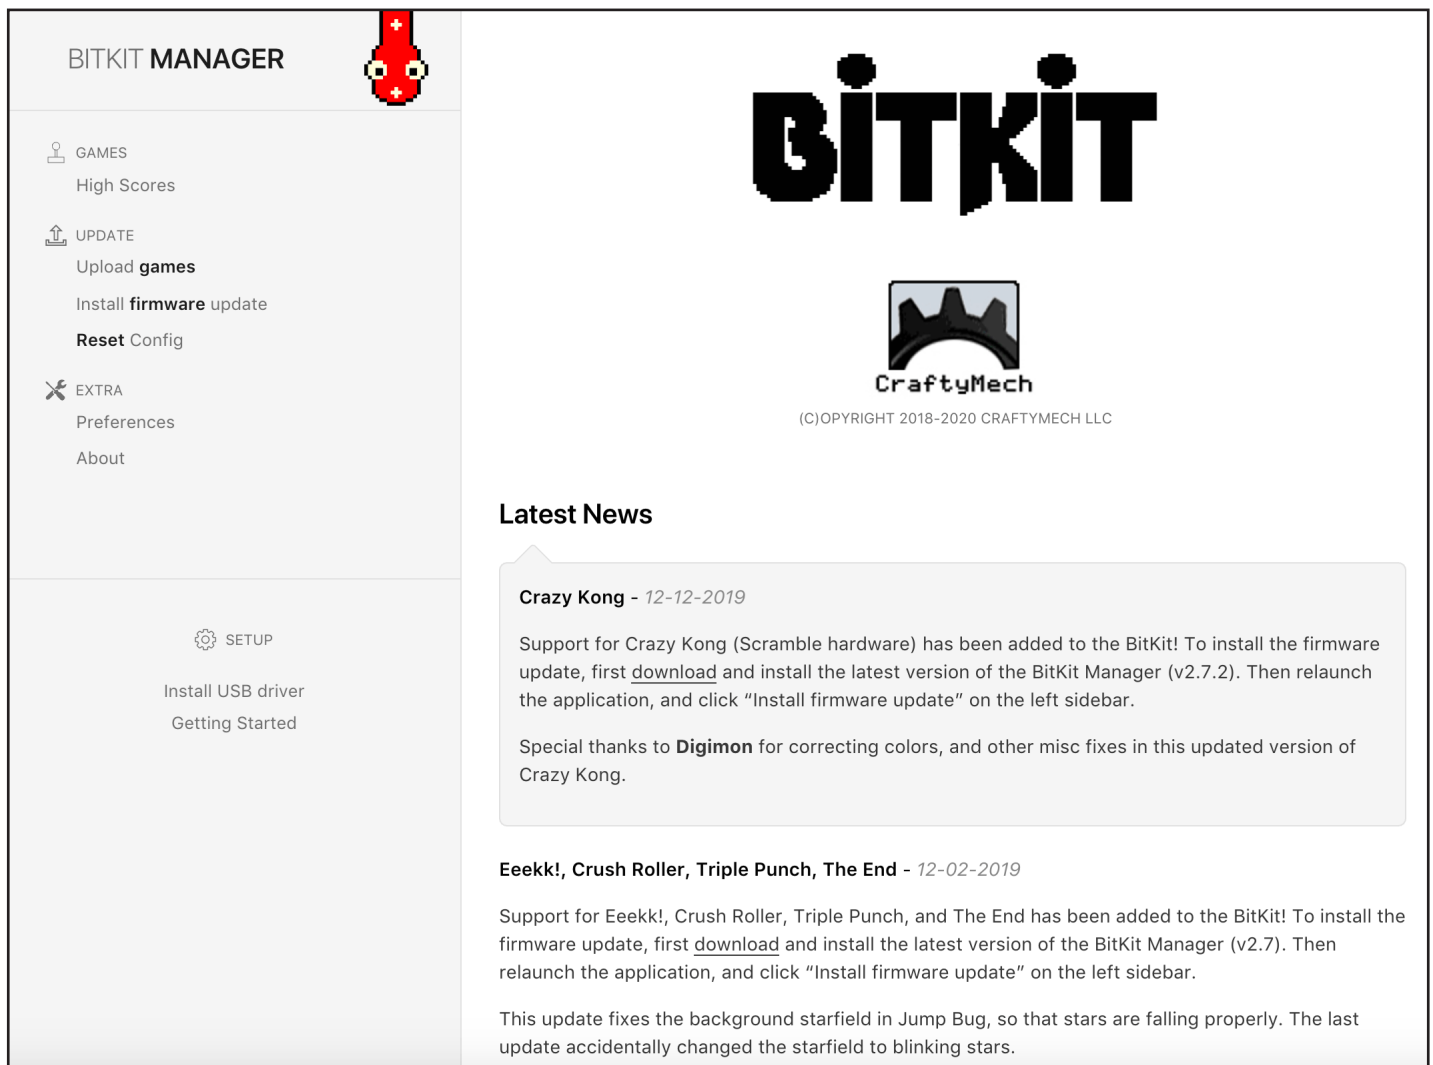 BITKIT MANAGER
GAMES
High Scores
UPDATE
Upload games
Install firmware update
Reset Config
EXTRA
Preferences
About
SETUP
Install USB driver
Getting Started
BiTKiT
CraftyMech
(C)OPYRIGHT 2018-2020 CRAFTYMECH LLC
Latest News
Crazy Kong - 12-12-2019
Support for Crazy Kong (Scramble hardware) has been added to the BitKit! To install the firmware
update, first download and install the latest version of the BitKit Manager (v2.7.2). Then relaunch
the application, and click “Install firmware update” on the left sidebar.
Special thanks to Digimon for correcting colors, and other misc fixes in this updated version of
Crazy Kong.
Eeekk!, Crush Roller, Triple Punch, The End - 12-02-2019
Support for Eeekk!, Crush Roller, Triple Punch, and The End has been added to the BitKit! To install the
firmware update, first download and install the latest version of the BitKit Manager (v2.7). Then
relaunch the application, and click “Install firmware update” on the left sidebar.
This update fixes the background starfield in Jump Bug, so that stars are falling properly. The last
update accidentally changed the starfield to blinking stars.